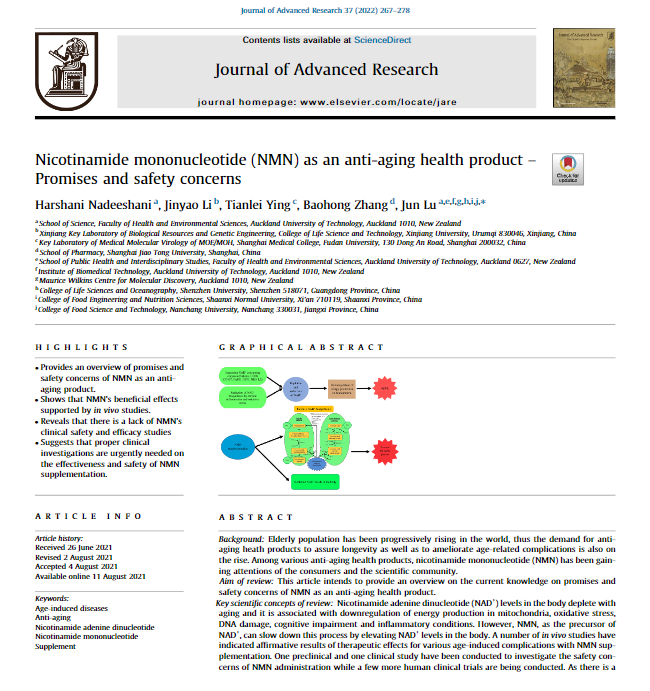 Journal of Advanced Research 37 (2022) 267–278
Contents lists available at ScienceDirect
Journal of Advanced Research
journal homepage: www.elsevier.com/locate/jare
Nicotinamide mononucleotide (NMN) as an anti-aging health product –
Promises and safety concerns
Check for
updates
Harshani Nadeeshani a, Jinyao Li b, Tianlei Ying c, Baohong Zhang d, Jun Lu a,e,f,g,h,i,j,*
a School of Science, Faculty of Health and Environmental Sciences, Auckland University of Technology, Auckland 1010, New Zealand
b Xinjiang Key Laboratory of Biological Resources and Genetic Engineering, College of Life Science and Technology, Xinjiang University, Urumqi 830046, Xinjiang, China
c Key Laboratory of Medical Molecular Virology of MOE/MOH, Shanghai Medical College, Fudan University, 130 Dong An Road, Shanghai 200032, China
d School of Pharmacy, Shanghai Jiao Tong University, Shanghai, China
e School of Public Health and Interdisciplinary Studies, Faculty of Health and Environmental Sciences, Auckland University of Technology, Auckland 0627, New Zealand
f Institute of Biomedical Technology, Auckland University of Technology, Auckland 1010, New Zealand
g Maurice Wilkins Centre for Molecular Discovery, Auckland 1010, New Zealand
h College of Life Sciences and Oceanography, Shenzhen University, Shenzhen 518071, Guangdong Province, China
i College of Food Engineering and Nutrition Sciences, Shaanxi Normal University, Xi'an 710119, Shaanxi Province, China
j College of Food Science and Technology, Nanchang University, Nanchang 330031, Jiangxi Province, China
HIGHLIGHTS
• Provides an overview of promises and
safety concerns of NMN as an anti-
aging product.
• Shows that NMN's beneficial effects
supported by in vivo studies.
• Reveals that there is a lack of NMN's
clinical safety and efficacy studies
• Suggests that proper clinical
investigations are urgently needed on
the effectiveness and safety of NMN
supplementation.
GRAPHICAL ABSTRACT
ARTICLE INFO
Article history:
Received 26 June 2021
Revised 2 August 2021
Accepted 4 August 2021
Available online 11 August 2021
Keywords:
Age-induced diseases
Anti-aging
Nicotinamide adenine dinucleotide
Nicotinamide mononucleotide
Supplement
ABSTRACT
Background: Elderly population has been progressively rising in the world, thus the demand for anti-
aging heath products to assure longevity as well as to ameliorate age-related complications is also on
the rise. Among various anti-aging health products, nicotinamide mononucleotide (NMN) has been gain-
ing attentions of the consumers and the scientific community.
Aim of review: This article intends to provide an overview on the current knowledge on promises and
safety concerns of NMN as an anti-aging health product.
Key scientific concepts of review: Nicotinamide adenine dinucleotide (NAD+) levels in the body deplete with
aging and it is associated with downregulation of energy production in mitochondria, oxidative stress,
DNA damage, cognitive impairment and inflammatory conditions. However, NMN, as the precursor of
NAD+, can slow down this process by elevating NAD+ levels in the body. A number of in vivo studies have
indicated affirmative results of therapeutic effects for various age-induced complications with NMN sup-
plementation. One preclinical and one clinical study have been conducted to investigate the safety con-
cerns of NMN administration while a few more human clinical trials are being conducted. As there is a